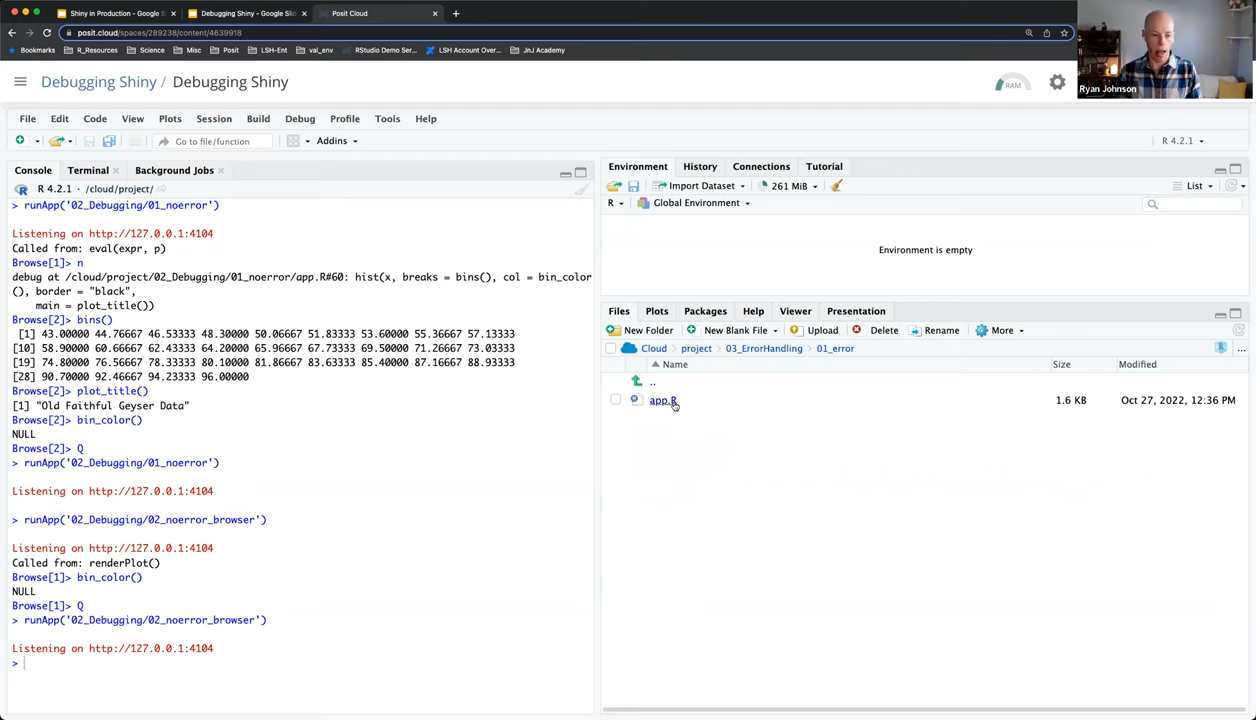 Shiny in Production - Google S
Debugging Shiny - Google Slid
Posit Cloud
posit.cloud/spaces/289238/content/4639918
Bookmarks
R_Resources
Science
Misc
Posit
LSH-Ent
val_env
RStudio Demo Ser...
LSH Account Over...
JnJ Academy
Debugging Shiny / Debugging Shiny
RAM
Ryan Johnson
File Edit Code View Plots Session Build Debug Profile Tools Help
Go to file/function
Addins
R 4.2.1
Console Terminal Background Jobs
R 4.2.1 · /cloud/project/
> runApp('02_Debugging/01_noerror')
Listening on http://127.0.0.1:4104
Called from: eval(expr, p)
Browse[1]> n
debug at /cloud/project/02_Debugging/01_noerror/app.R#60: hist(x, breaks = bins(), col = bin_color
(), border = "black",
main = plot_title())
Browse[2]> bins()
[1] 43.00000 44.76667 46.53333 48.30000 50.06667 51.83333 53.60000 55.36667 57.13333
[10] 58.90000 60.66667 62.43333 64.20000 65.96667 67.73333 69.50000 71.26667 73.03333
[19] 74.80000 76.56667 78.33333 80.10000 81.86667 83.63333 85.40000 87.16667 88.93333
[28] 90.70000 92.46667 94.23333 96.00000
Browse[2]> plot_title()
[1] "Old Faithful Geyser Data"
Browse[2]> bin_color()
NULL
Browse[2]> Q
> runApp('02_Debugging/01_noerror')
Listening on http://127.0.0.1:4104
> runApp('02_Debugging/02_noerror_browser')
Listening on http://127.0.0.1:4104
Called from: renderPlot()
Browse[1]> bin_color()
NULL
Browse[1]> Q
> runApp('02_Debugging/02_noerror_browser')
Listening on http://127.0.0.1:4104
>
Environment History Connections Tutorial
Import Dataset
261 MiB
List
R
Global Environment
Environment is empty
Files Plots Packages Help Viewer Presentation
New Folder New Blank File Upload Delete Rename More
Cloud project 03_ErrorHandling 01_error
...
Name Size Modified
..
app.R 1.6 KB Oct 27, 2022, 12:36 PM